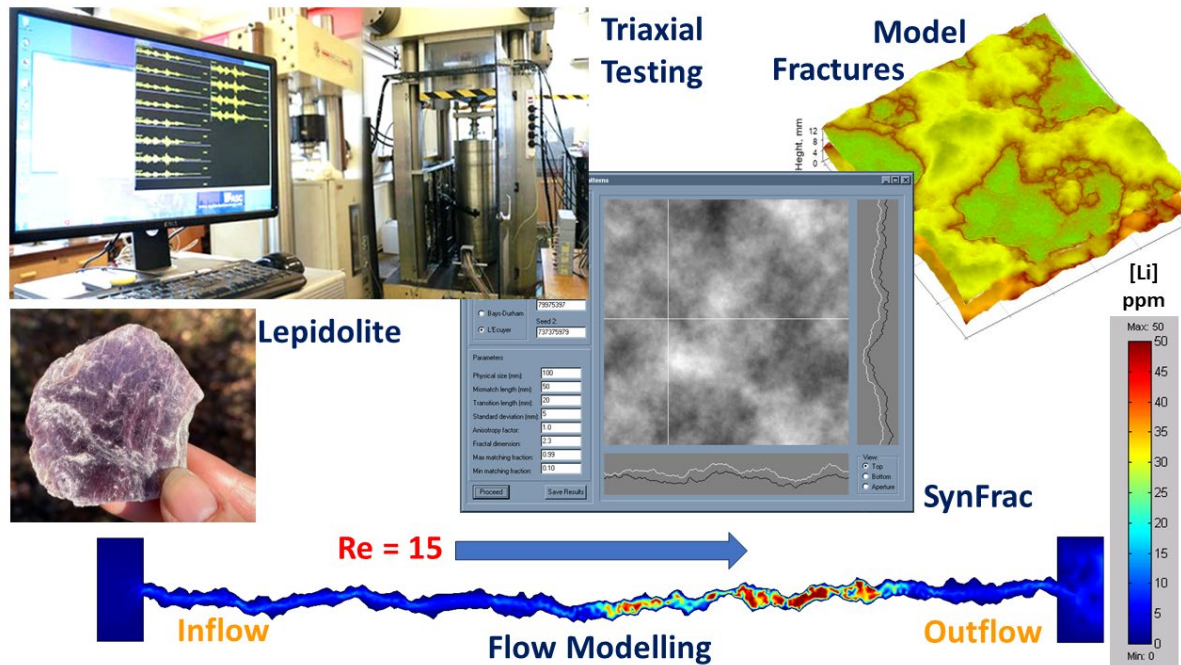 Triaxial
Testing
Model
Fractures
Heght, mm
12
8
4
0
[Li]
ppm
Max: 50
50
45
40
35
30
25
20
15
10
5
0
Min: 0
Lepidolite
79975397
Bays-Durham
L'Ecuyer
Seed 2:
737375979
Parameters
Physical size (mm): 100
Mismatch length (mm): 50
Transition length (mm): 20
Standard deviation (mm): 5
Anisotropy factor: 1.0
Fractal dimension: 2.3
Max matching fraction: 0.99
Min matching fraction: 0.10
Proceed
Save Results
View:
Top
Bottom
Aperture
SynFrac
Re = 15
Inflow
Flow Modelling
Outflow